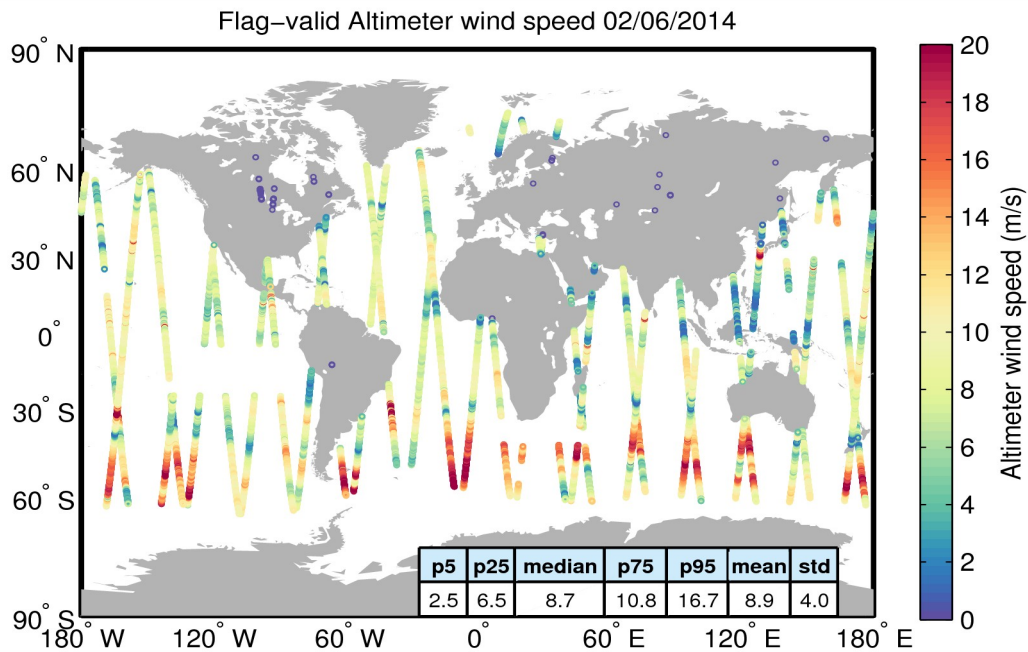 Flag−valid Altimeter wind speed 02/06/2014
90° N
60° N
30° N
0°
30° S
60° S
90° S
180° W
120° W
60° W
0°
60° E
120° E
180° E
p5 p25 median p75 p95 mean std
2.5 6.5 8.7 10.8 16.7 8.9 4.0
20
18
16
14
12
10
8
6
4
2
0
Altimeter wind speed (m/s)